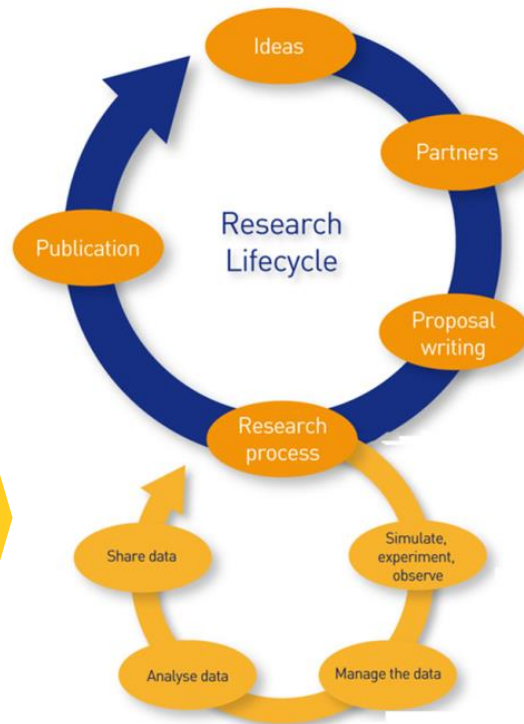 Ideas
Partners
Research
Lifecycle
Publication
Proposal
writing
Research
process
Simulate,
experiment,
observe
Share data
Manage the data
Analyse data